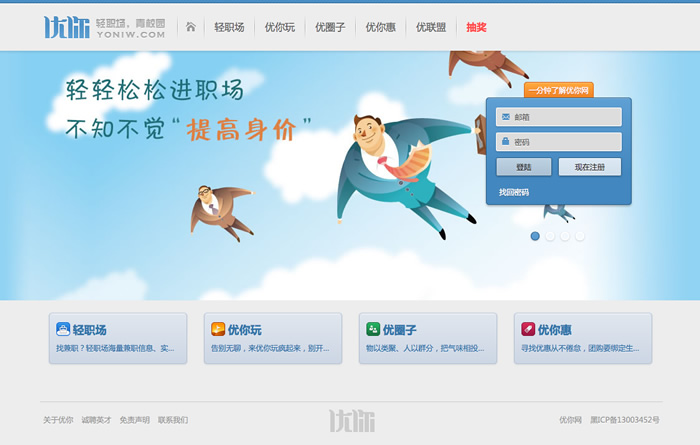 优你 轻职场，青校园
YONIW.COM
轻职场 优你玩 优圈子 优你惠 优联盟 抽奖
轻轻松松进职场
不知不觉“提高身价”
一分钟了解优你网
邮箱
密码
登陆 现在注册
找回密码
轻职场
找兼职？轻职场海量兼职信息、实...
优你玩
告别无聊，来优你玩疯起来，别开...
优圈子
物以类聚、人以群分，把气味相投...
优你惠
寻找优惠从不倦怠，团购要绑定生...
关于优你 诚聘英才 免责声明 联系我们
优你
优你网 黑ICP备13003452号